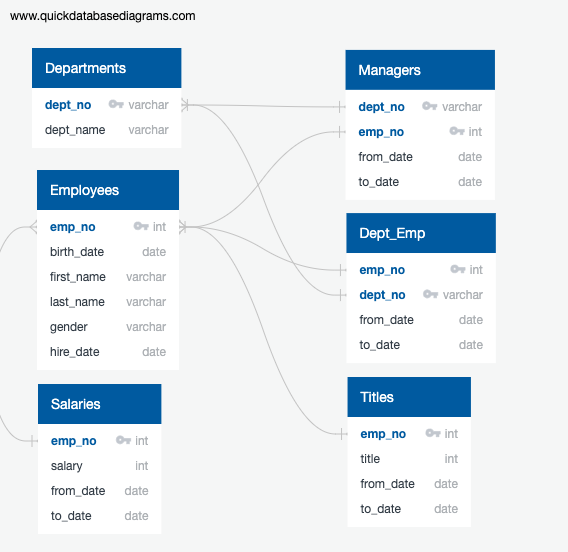 www.quickdatabasediagrams.com
Departments
dept_no varchar
dept_name varchar
Employees
emp_no int
birth_date date
first_name varchar
last_name varchar
gender varchar
hire_date date
Salaries
emp_no int
salary int
from_date date
to_date date
Managers
dept_no varchar
emp_no int
from_date date
to_date date
Dept_Emp
emp_no int
dept_no varchar
from_date date
to_date date
Titles
emp_no int
title int
from_date date
to_date date